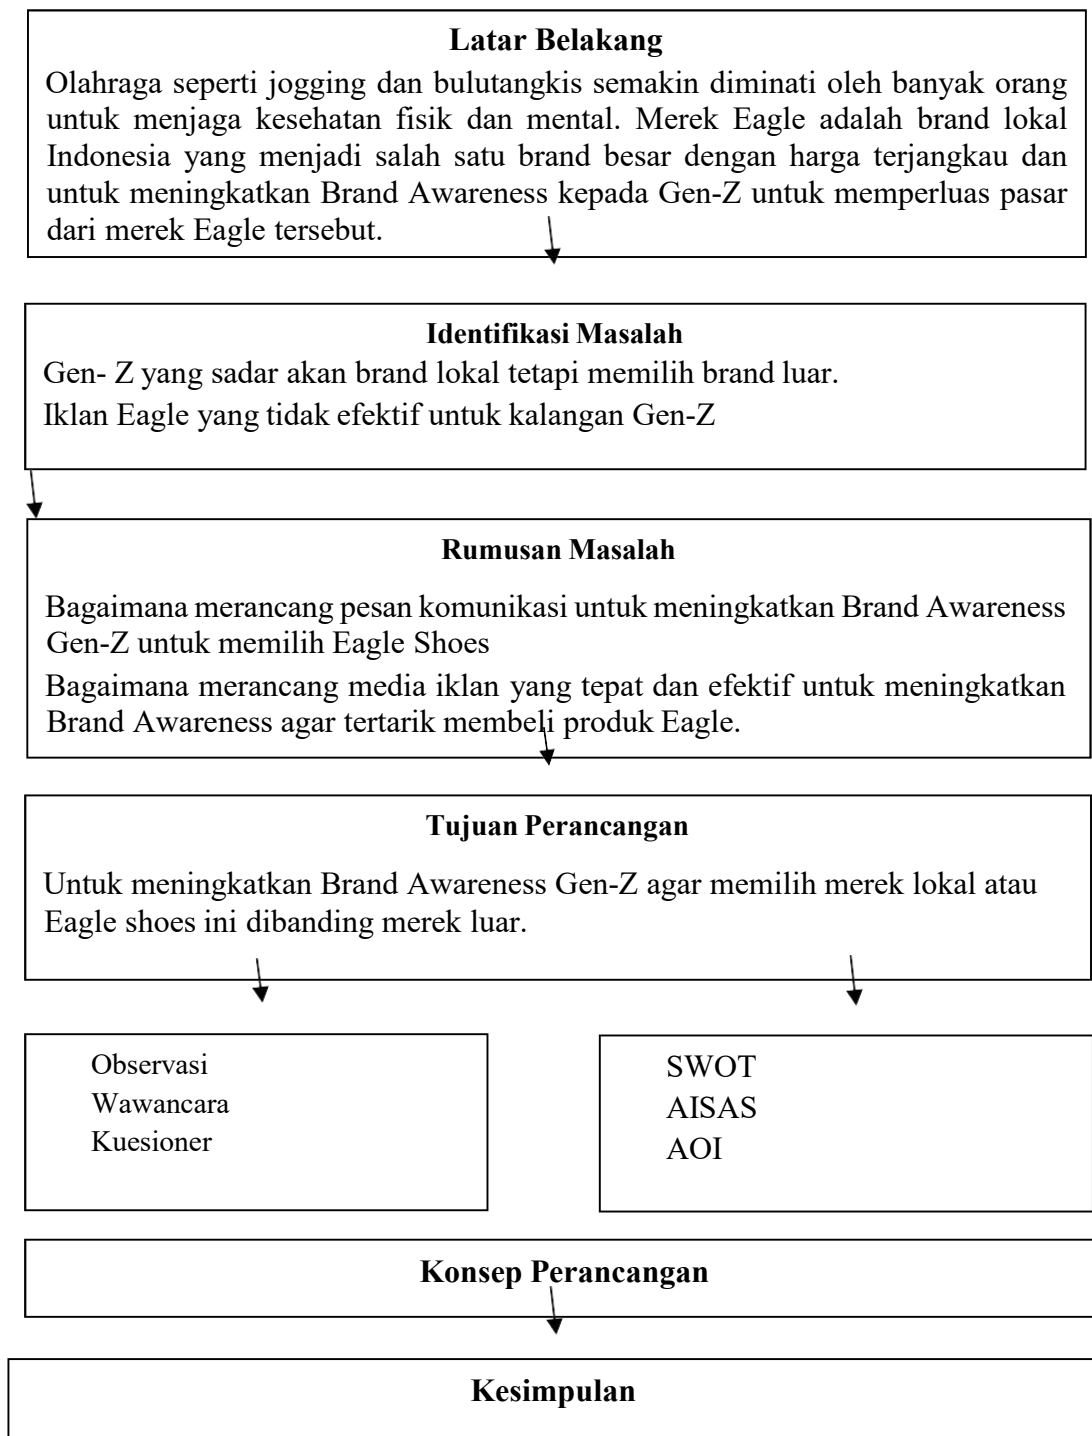 Latar Belakang
Olahraga seperti jogging dan bulutangkis semakin diminati oleh banyak orang
untuk menjaga kesehatan fisik dan mental. Merek Eagle adalah brand lokal
Indonesia yang menjadi salah satu brand besar dengan harga terjangkau dan
untuk meningkatkan Brand Awareness kepada Gen-Z untuk memperluas pasar
dari merek Eagle tersebut.
Identifikasi Masalah
Gen- Z yang sadar akan brand lokal tetapi memilih brand luar.
Iklan Eagle yang tidak efektif untuk kalangan Gen-Z
Rumusan Masalah
Bagaimana merancang pesan komunikasi untuk meningkatkan Brand Awareness
Gen-Z untuk memilih Eagle Shoes
Bagaimana merancang media iklan yang tepat dan efektif untuk meningkatkan
Brand Awareness agar tertarik membeli produk Eagle.
Tujuan Perancangan
Untuk meningkatkan Brand Awareness Gen-Z agar memilih merek lokal atau
Eagle shoes ini dibanding merek luar.
Observasi
Wawancara
Kuesioner
SWOT
AISAS
AOI
Konsep Perancangan
Kesimpulan